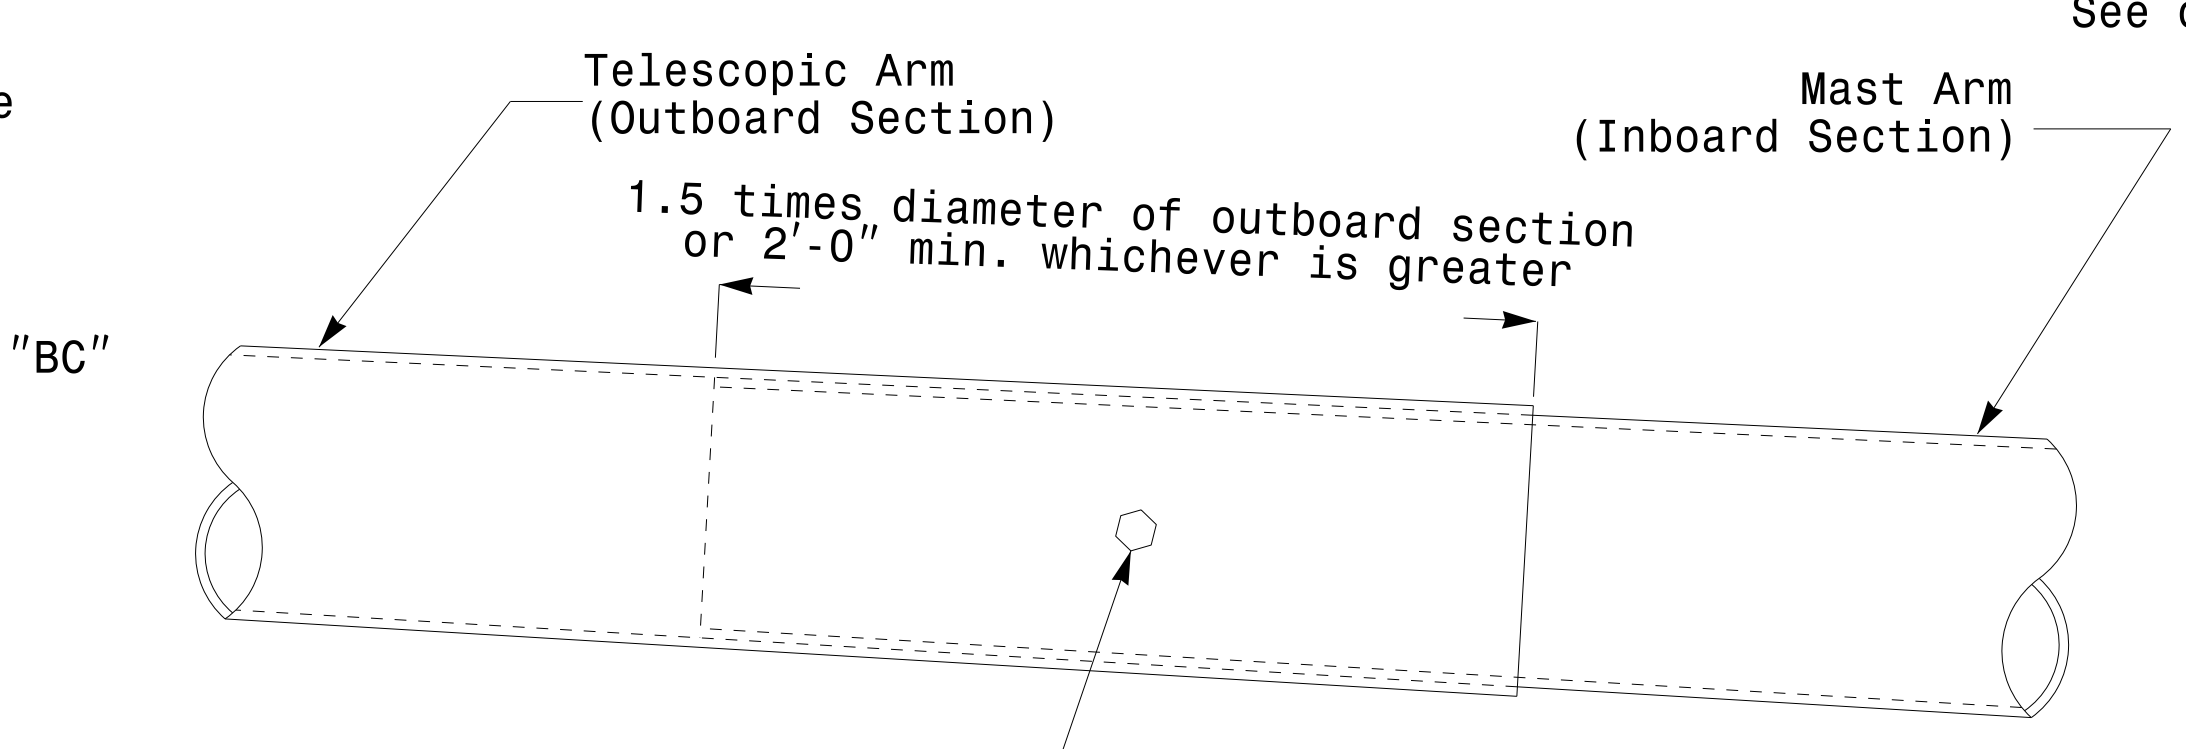 See
Telescopic Arm
(Outboard Section)
Mast Arm
(Inboard Section)
1.5 times diameter of outboard section
or 2'-0" min. whichever is greater
"BC"